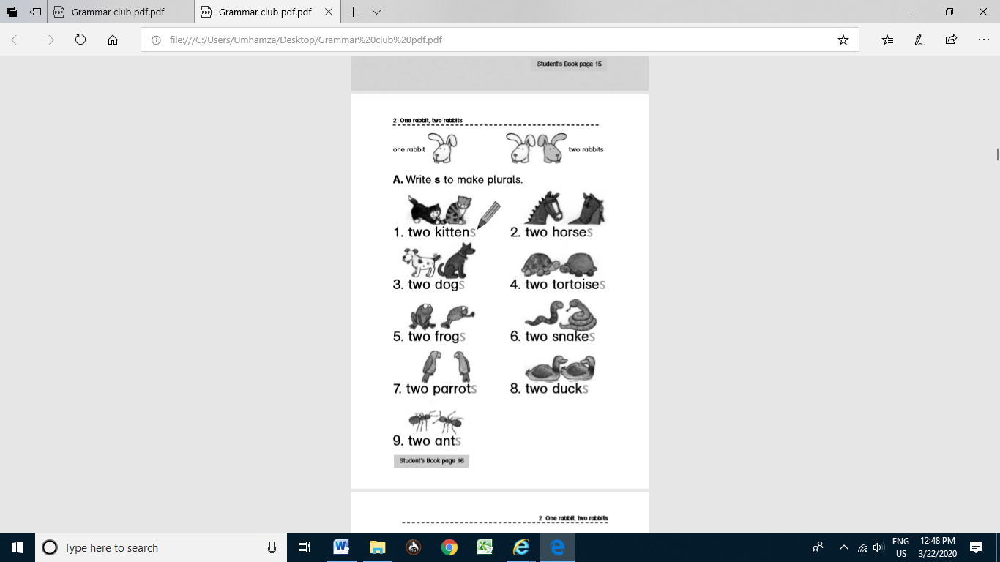 Grammar club pdf.pdf
Grammar club pdf.pdf
file:///C:/Users/Umhamza/Desktop/Grammar%20club%20pdf.pdf
Student's Book page 15
2 One rabbit, two rabbits
one rabbit
two rabbits
A. Write s to make plurals.
1. two kittens
2. two horses
3. two dogs
4. two tortoises
5. two frogs
6. two snakes
7. two parrots
8. two ducks
9. two ants
Student's Book page 16
2 One rabbit, two rabbits
Type here to search
ENG
US
12:48 PM
3/22/2020